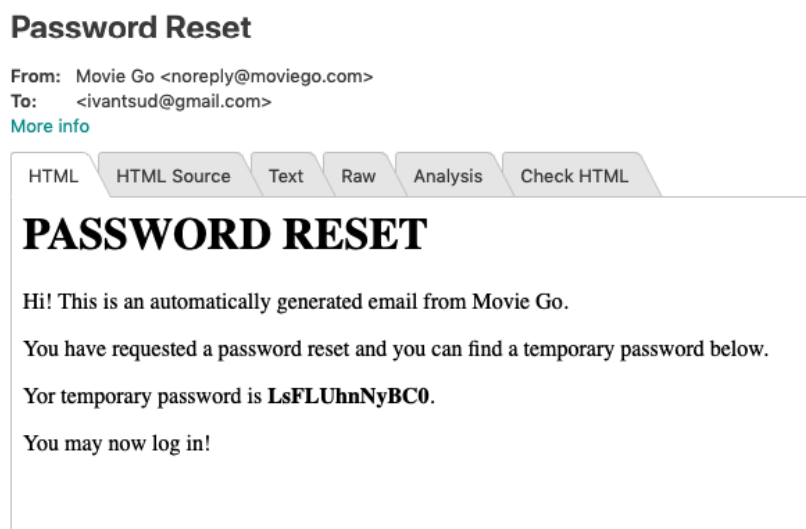 Password Reset
From: Movie Go <noreply@moviego.com>
To: <ivantsud@gmail.com>
More info
HTML HTML Source Text Raw Analysis Check HTML
PASSWORD RESET
Hi! This is an automatically generated email from Movie Go.
You have requested a password reset and you can find a temporary password below.
Yor temporary password is LsFLUhnNyBC0.
You may now log in!